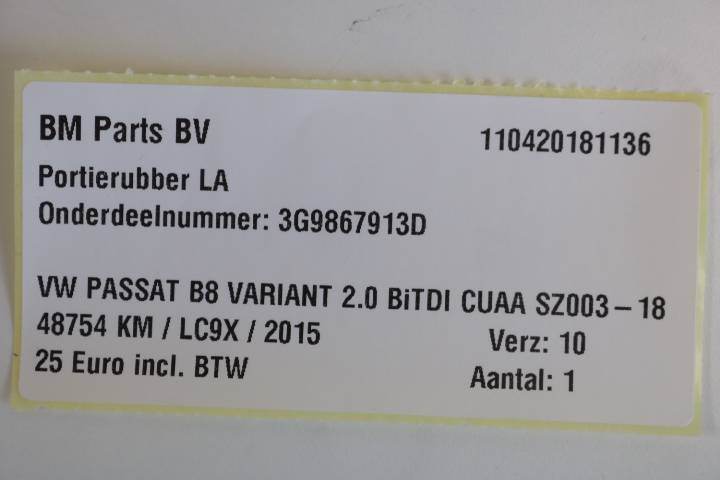 BM Parts BV 110420181136
Portierubber LA
Onderdeelnummer: 3G9867913D
VW PASSAT B8 VARIANT 2.0 BiTDI CUAA SZ003 – 18
48754 KM / LC9X / 2015 Verz: 10
25 Euro incl. BTW Aantal: 1